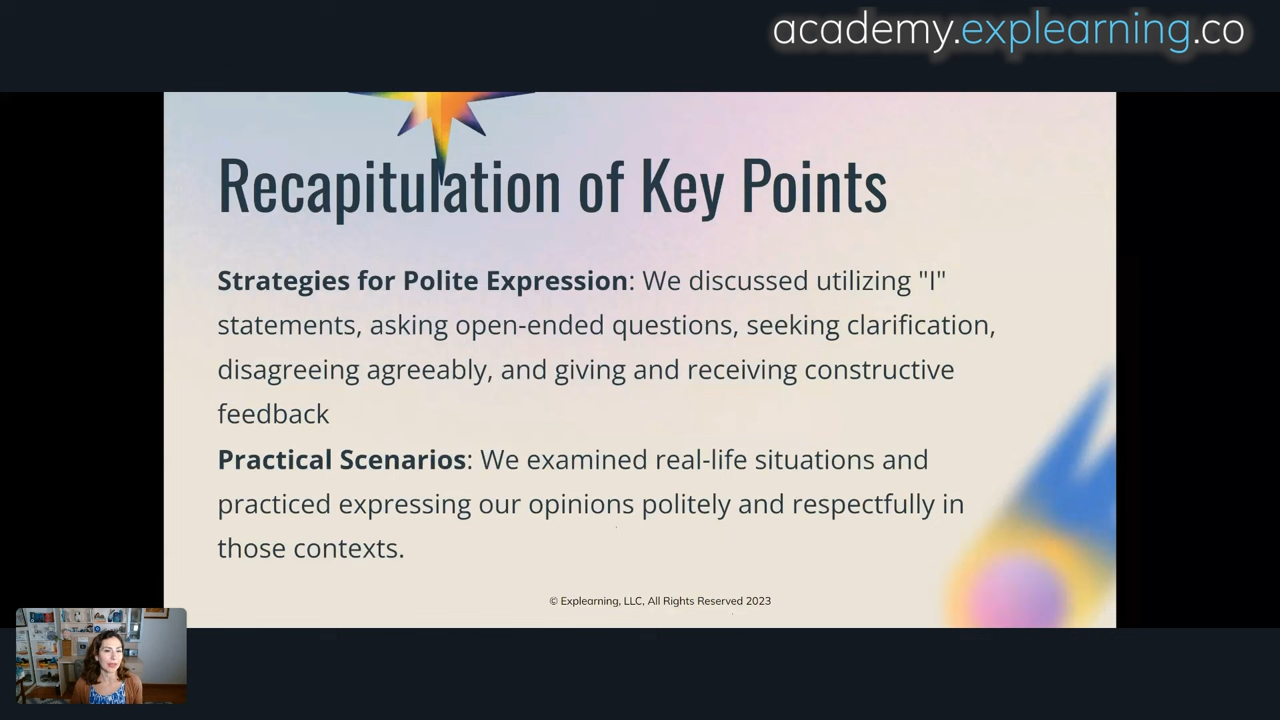 academy.explearning.co
Recapitulation of Key Points
Strategies for Polite Expression: We discussed utilizing "I"
statements, asking open-ended questions, seeking clarification,
disagreeing agreeably, and giving and receiving constructive
feedback
Practical Scenarios: We examined real-life situations and
practiced expressing our opinions politely and respectfully in
those contexts.
© Explearning, LLC, All Rights Reserved 2023